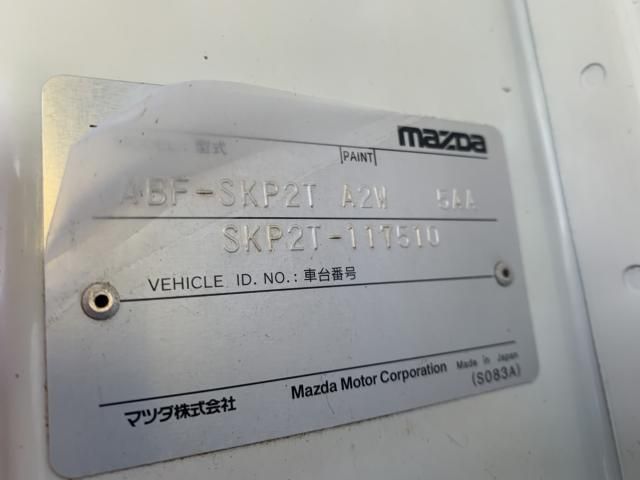 mazda
型式
PAINT
ABF-SKP2T A2W 5AA
SKP2T-117510
VEHICLE ID. NO.: 車台番号
マツダ株式会社 Mazda Motor Corporation Made in Japan
(S083A)